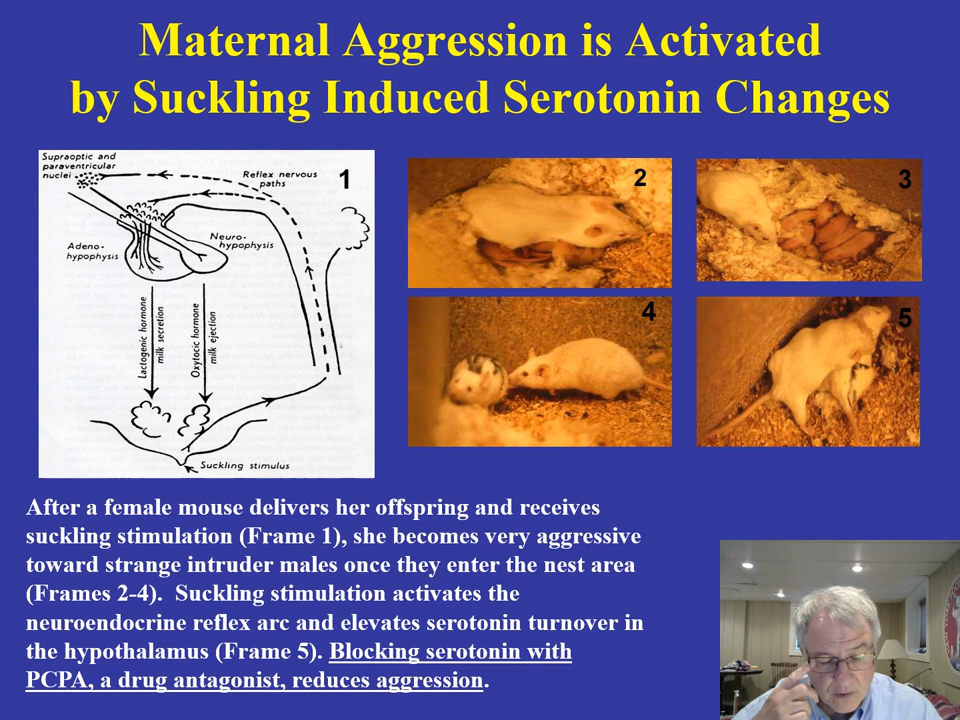 Maternal Aggression is Activated
by Suckling Induced Serotonin Changes
Supraoptic and
paraventricular
nuclei
Reflex nervous
paths
1
Adeno-
hypophysis
Neuro-
hypophysis
Lactogenic hormone
milk secretion
Oxytocic hormone
milk ejection
Suckling stimulus
2
3
4
5
After a female mouse delivers her offspring and receives
suckling stimulation (Frame 1), she becomes very aggressive
toward strange intruder males once they enter the nest area
(Frames 2-4).  Suckling stimulation activates the
neuroendocrine reflex arc and elevates serotonin turnover in
the hypothalamus (Frame 5). Blocking serotonin with
PCPA, a drug antagonist, reduces aggression.